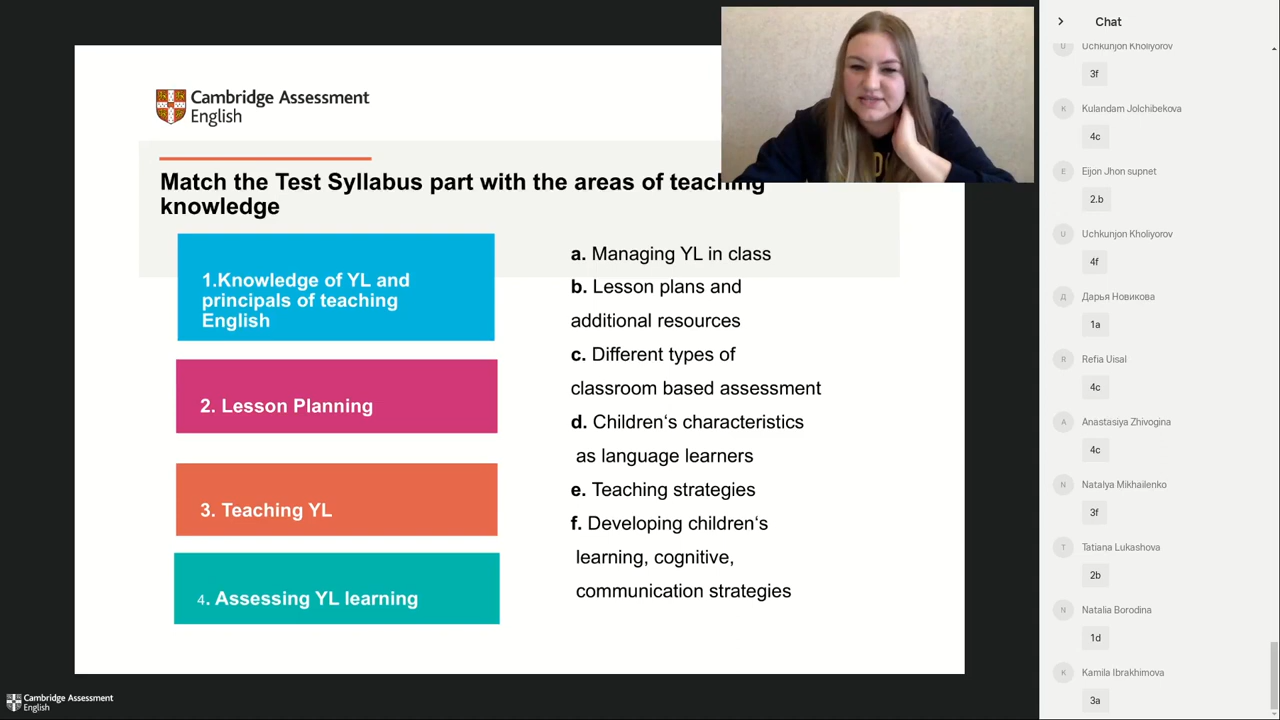 Cambridge Assessment
English
Match the Test Syllabus part with the areas of teaching
knowledge
1.Knowledge of YL and
principals of teaching
English
2. Lesson Planning
3. Teaching YL
4. Assessing YL learning
a. Managing YL in class
b. Lesson plans and
additional resources
c. Different types of
classroom based assessment
d. Children‘s characteristics
as language learners
e. Teaching strategies
f. Developing children‘s
learning, cognitive,
communication strategies
Cambridge Assessment
English
Chat
U
Uchkunjon Kholiyorov
3f
K
Kulandam Jolchibekova
4c
E
Eijon Jhon supnet
2.b
U
Uchkunjon Kholiyorov
4f
Д
Дарья Новикова
1a
R
Refia Uisal
4c
A
Anastasiya Zhivogina
4c
N
Natalya Mikhailenko
3f
T
Tatiana Lukashova
2b
N
Natalia Borodina
1d
K
Kamila Ibrakhimova
3a